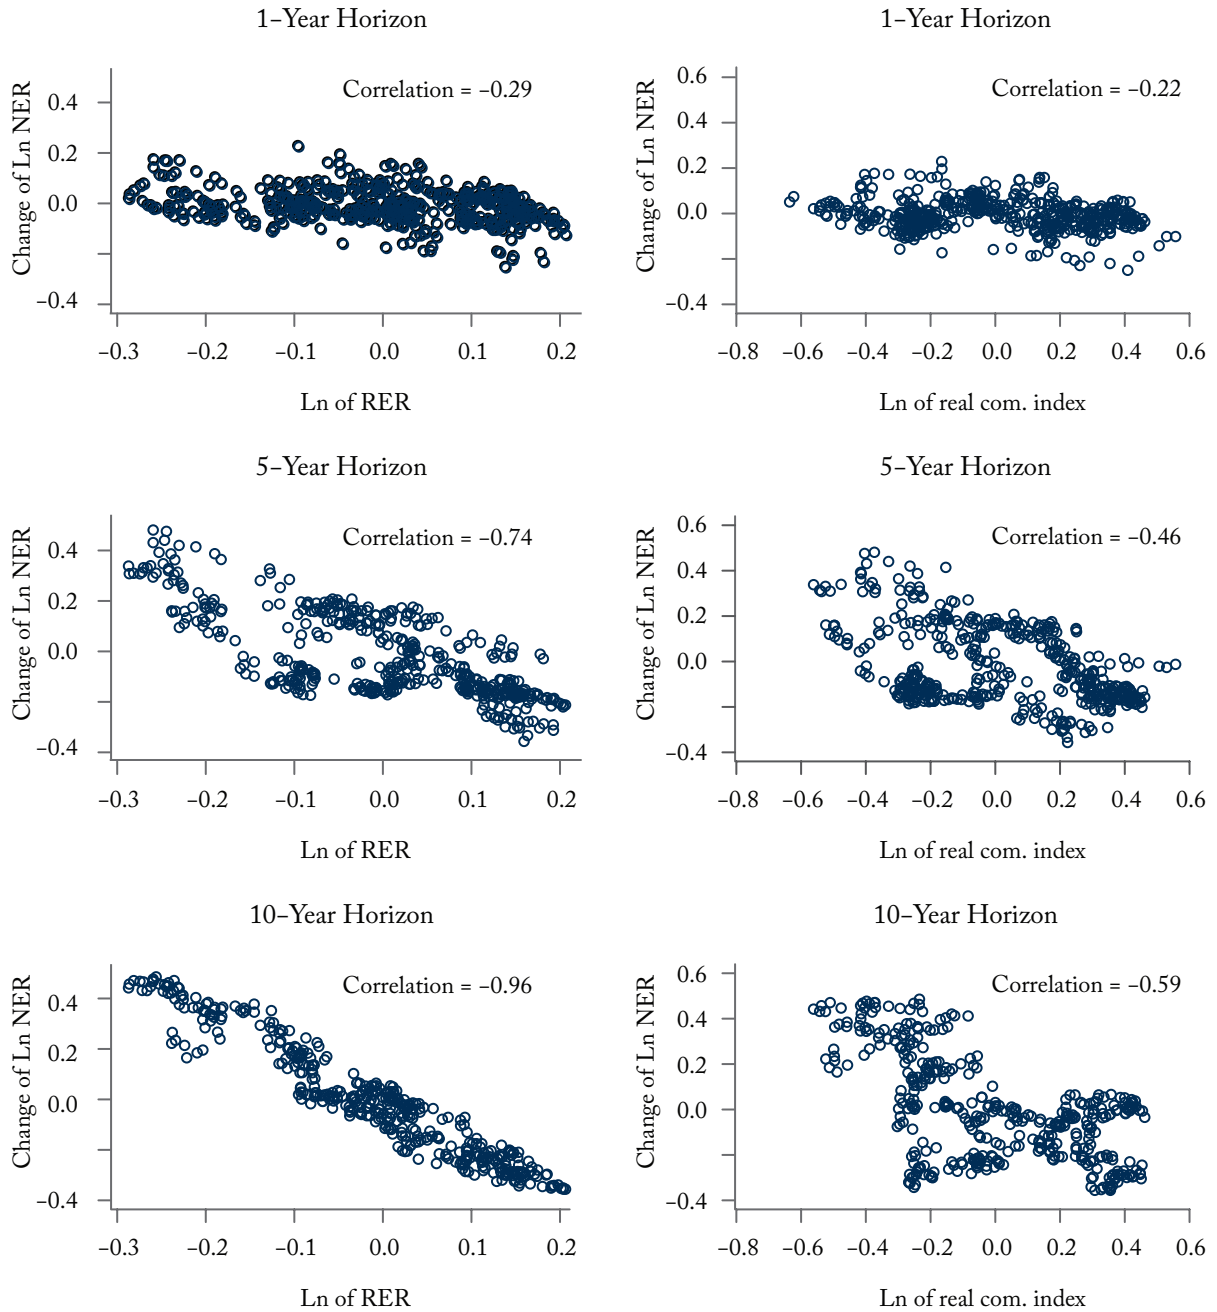 1–Year Horizon
Correlation = –0.29
Change of Ln NER
0.4
0.2
0.0
–0.4
–0.3 –0.2 –0.1 0.0 0.1 0.2
Ln of RER
1–Year Horizon
Correlation = –0.22
Change of Ln NER
0.6
0.4
0.2
0.0
–0.4
–0.8 –0.6 –0.4 –0.2 0.0 0.2 0.4 0.6
Ln of real com. index
5–Year Horizon
Correlation = –0.74
Change of Ln NER
0.4
0.2
0.0
–0.4
–0.3 –0.2 –0.1 0.0 0.1 0.2
Ln of RER
5–Year Horizon
Correlation = –0.46
Change of Ln NER
0.6
0.4
0.2
0.0
–0.4
–0.8 –0.6 –0.4 –0.2 0.0 0.2 0.4 0.6
Ln of real com. index
10–Year Horizon
Correlation = –0.96
Change of Ln NER
0.4
0.2
0.0
–0.4
–0.3 –0.2 –0.1 0.0 0.1 0.2
Ln of RER
10–Year Horizon
Correlation = –0.59
Change of Ln NER
0.6
0.4
0.2
0.0
–0.4
–0.8 –0.6 –0.4 –0.2 0.0 0.2 0.4 0.6
Ln of real com. index